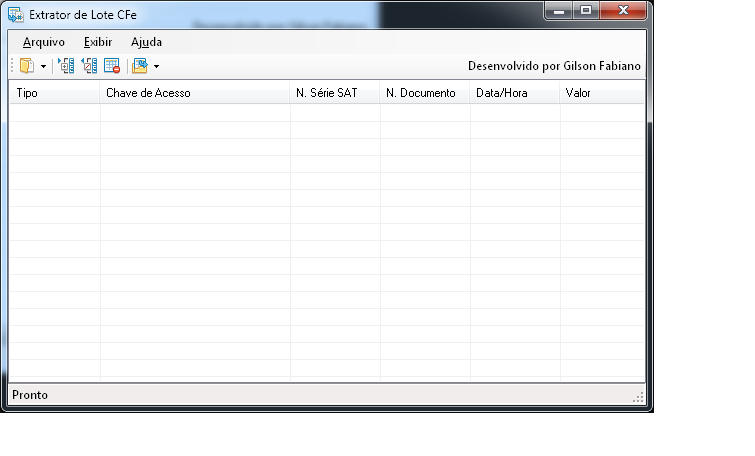 Extrator de Lote CFe
Arquivo Exibir Ajuda
Desenvolvido por Gilson Fabiano
Tipo Chave de Acesso N. Série SAT N. Documento Data/Hora Valor
Pronto